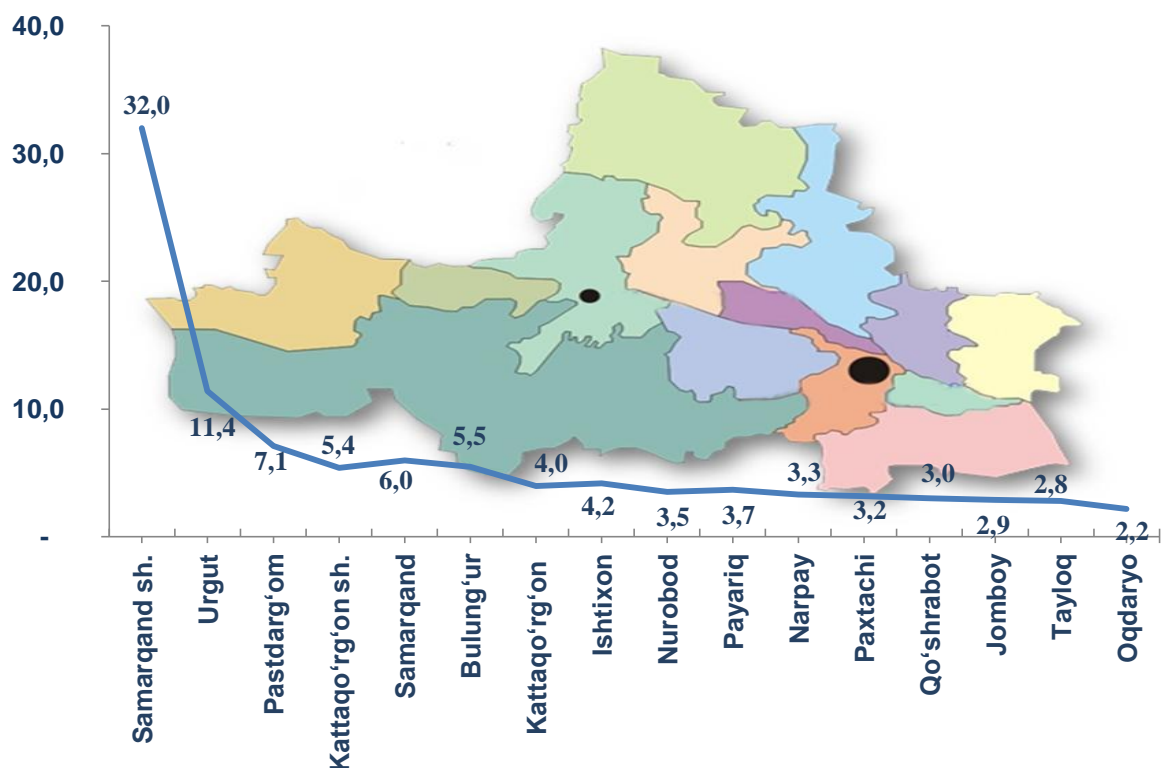 40,0
30,0
20,0
10,0
-
32,0
11,4
7,1
5,4
6,0
5,5
4,0
4,2
3,5
3,7
3,3
3,2
3,0
2,9
2,8
2,2
Samarqand sh.
Urgut
Pastdarg‘om
Kattaqo‘rg‘on sh.
Samarqand
Bulung‘ur
Kattaqo‘rg‘on
Ishtixon
Nurobod
Payariq
Narpay
Paxtachi
Qo‘shrabot
Jomboy
Tayloq
Oqdaryo